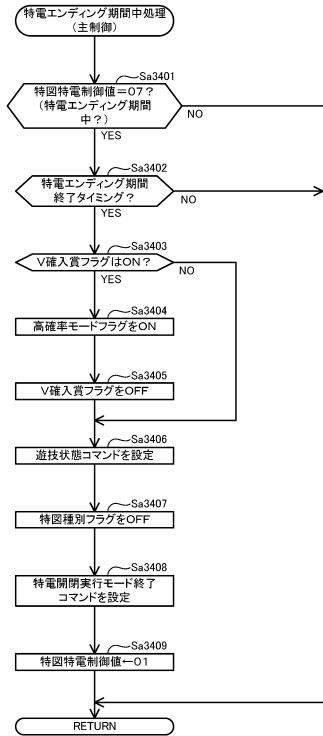 特電エンディング期間中処理
(主制御)
Sa3401
特図特電制御値=07?
(特電エンディング期間
中?)
NO
YES
Sa3402
特電エンディング期間
終了タイミング?
NO
YES
Sa3403
V確入賞フラグはON?
NO
YES
Sa3404
高確率モードフラグをON
Sa3405
V確入賞フラグをOFF
Sa3406
遊技状態コマンドを設定
Sa3407
特図種別フラグをOFF
Sa3408
特電開閉実行モード終了
コマンドを設定
Sa3409
特図特電制御値←01
RETURN